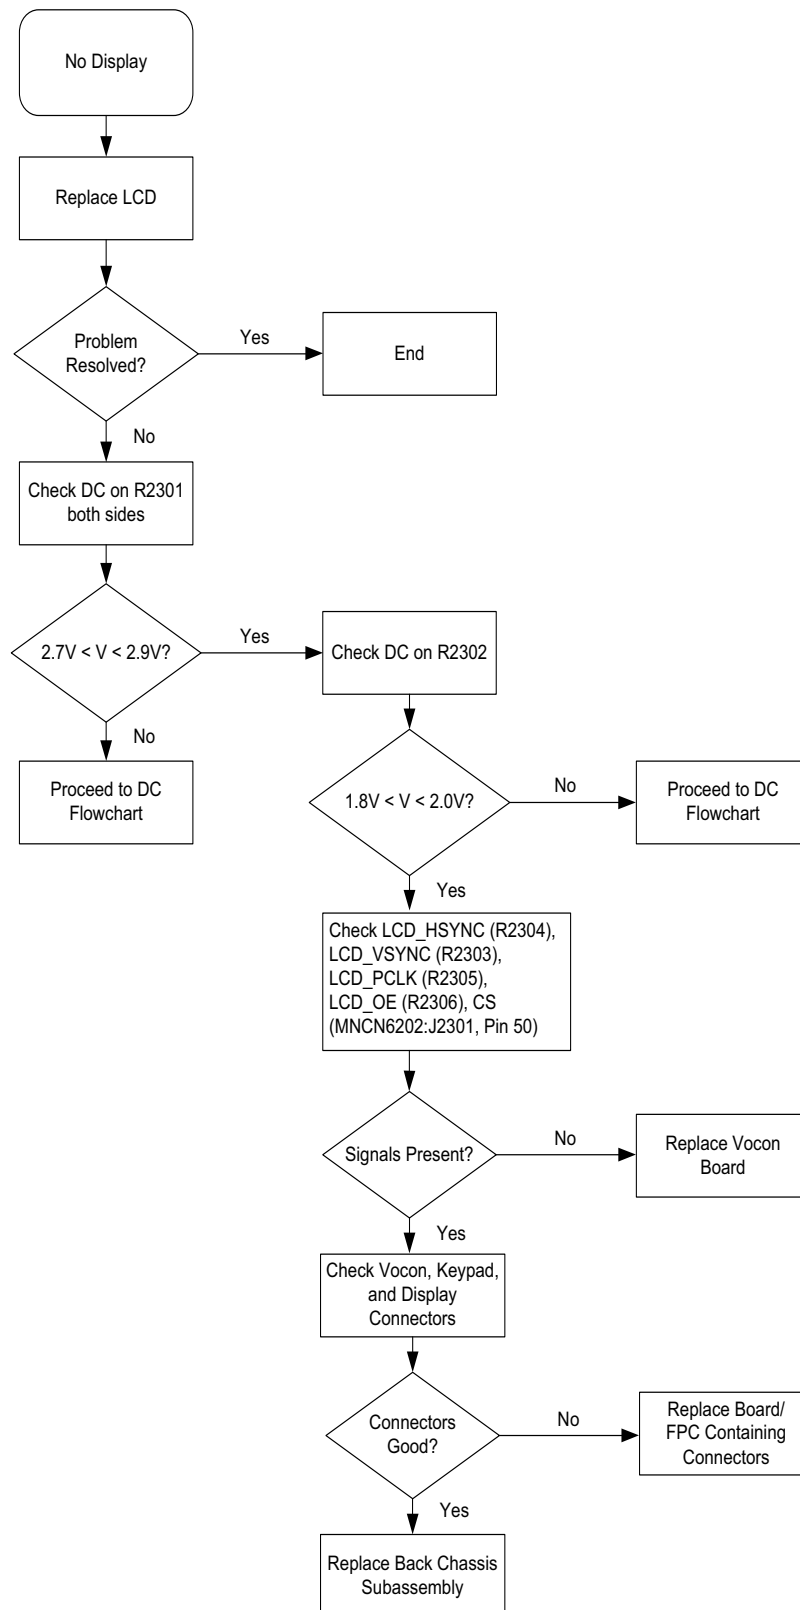 No Display
Replace LCD
Problem
Resolved?
Yes
End
No
Check DC on R2301
both sides
2.7V < V < 2.9V?
Yes
Check DC on R2302
No
Proceed to DC
Flowchart
1.8V < V < 2.0V?
No
Proceed to DC
Flowchart
Yes
Check LCD_HSYNC (R2304),
LCD_VSYNC (R2303),
LCD_PCLK (R2305),
LCD_OE (R2306), CS
(MNCN6202:J2301, Pin 50)
Signals Present?
No
Replace Vocon
Board
Yes
Check Vocon, Keypad,
and Display
Connectors
Connectors
Good?
No
Replace Board/
FPC Containing
Connectors
Yes
Replace Back Chassis
Subassembly